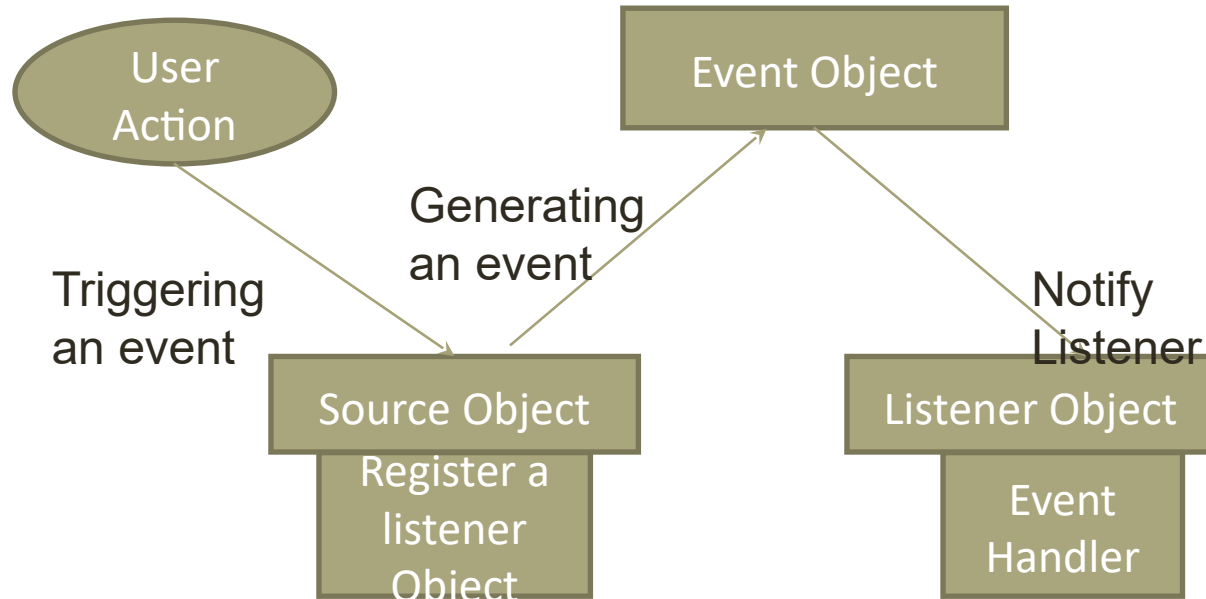 User
Action
Event Object
Generating
an event
Triggering
an event
Notify
Listener
Source Object
Register a
listener
Object
Listener Object
Event
Handler